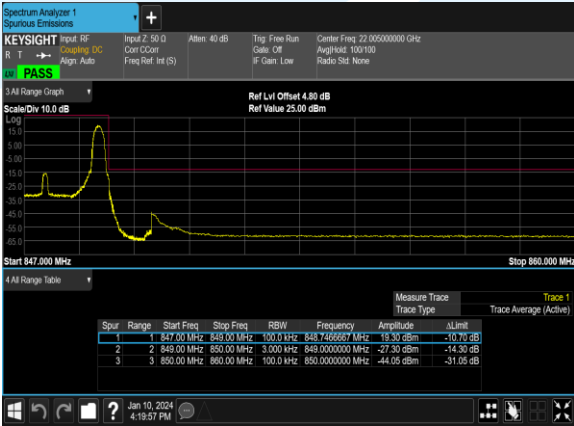 Spectrum Analyzer 1
Spurious Emissions
+
KEYSIGHT Input: RF Input Z: 50 Ω Atten: 40 dB Trig: Free Run Center Freq: 22.005000000 GHz
R T Coupling: DC Corr CCorr Gate: Off Avg|Hold: 100/100
Align: Auto Freq Ref: Int (S) IF Gain: Low Radio Std: None
PASS
3 All Range Graph
Ref Lvl Offset 4.80 dB
Scale/Div 10.0 dB Ref Value 25.00 dBm
Log
15.0
5.00
-5.00
-15.0
-25.0
-35.0
-45.0
-55.0
-65.0
Start 847.000 MHz Stop 860.000 MHz
4 All Range Table
Measure Trace Trace 1
Trace Type Trace Average (Active)
Spur Range Start Freq Stop Freq RBW Frequency Amplitude ΔLimit
1 1 847.00 MHz 849.00 MHz 100.0 kHz 848.7466667 MHz 19.30 dBm -10.70 dB
2 2 849.00 MHz 850.00 MHz 3.000 kHz 849.0000000 MHz -27.30 dBm -14.30 dB
3 3 850.00 MHz 860.00 MHz 100.0 kHz 850.0000000 MHz -44.05 dBm -31.05 dB
? Jan 10, 2024
4:19:57 PM